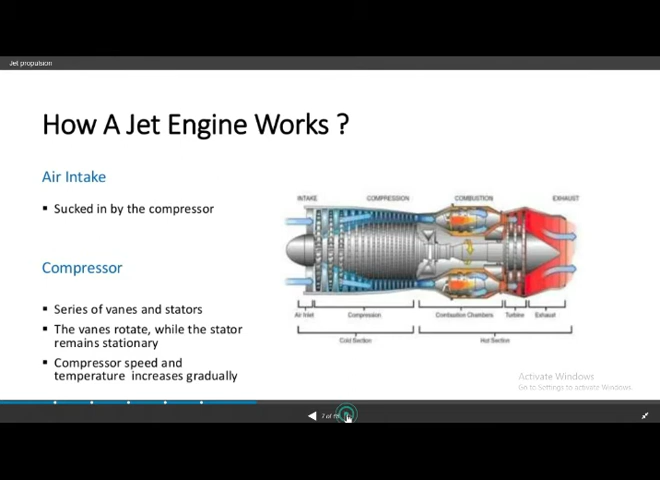 Jet propulsion
How A Jet Engine Works ?
Air Intake
▪ Sucked in by the compressor
Compressor
▪ Series of vanes and stators
▪ The vanes rotate, while the stator
remains stationary
▪ Compressor speed and
temperature increases gradually
INTAKE COMPRESSION COMBUSTION EXHAUST
Air Inlet Compression Combustion Chambers Turbine Exhaust
Cold Section Hot Section
Activate Windows
Go to Settings to activate Windows.
7 of